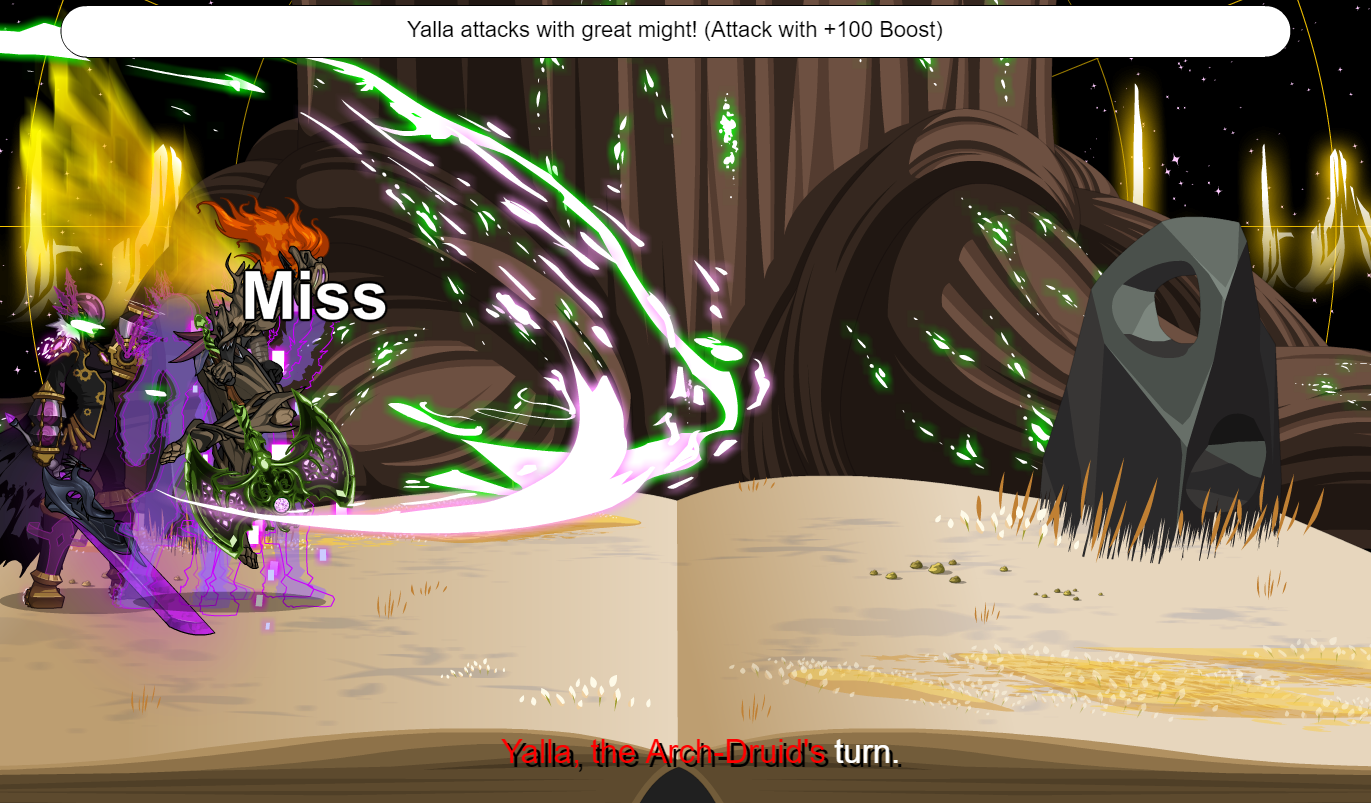 Yalla attacks with great might! (Attack with +100 Boost)
Miss
Yalla, the Arch-Druid's turn.